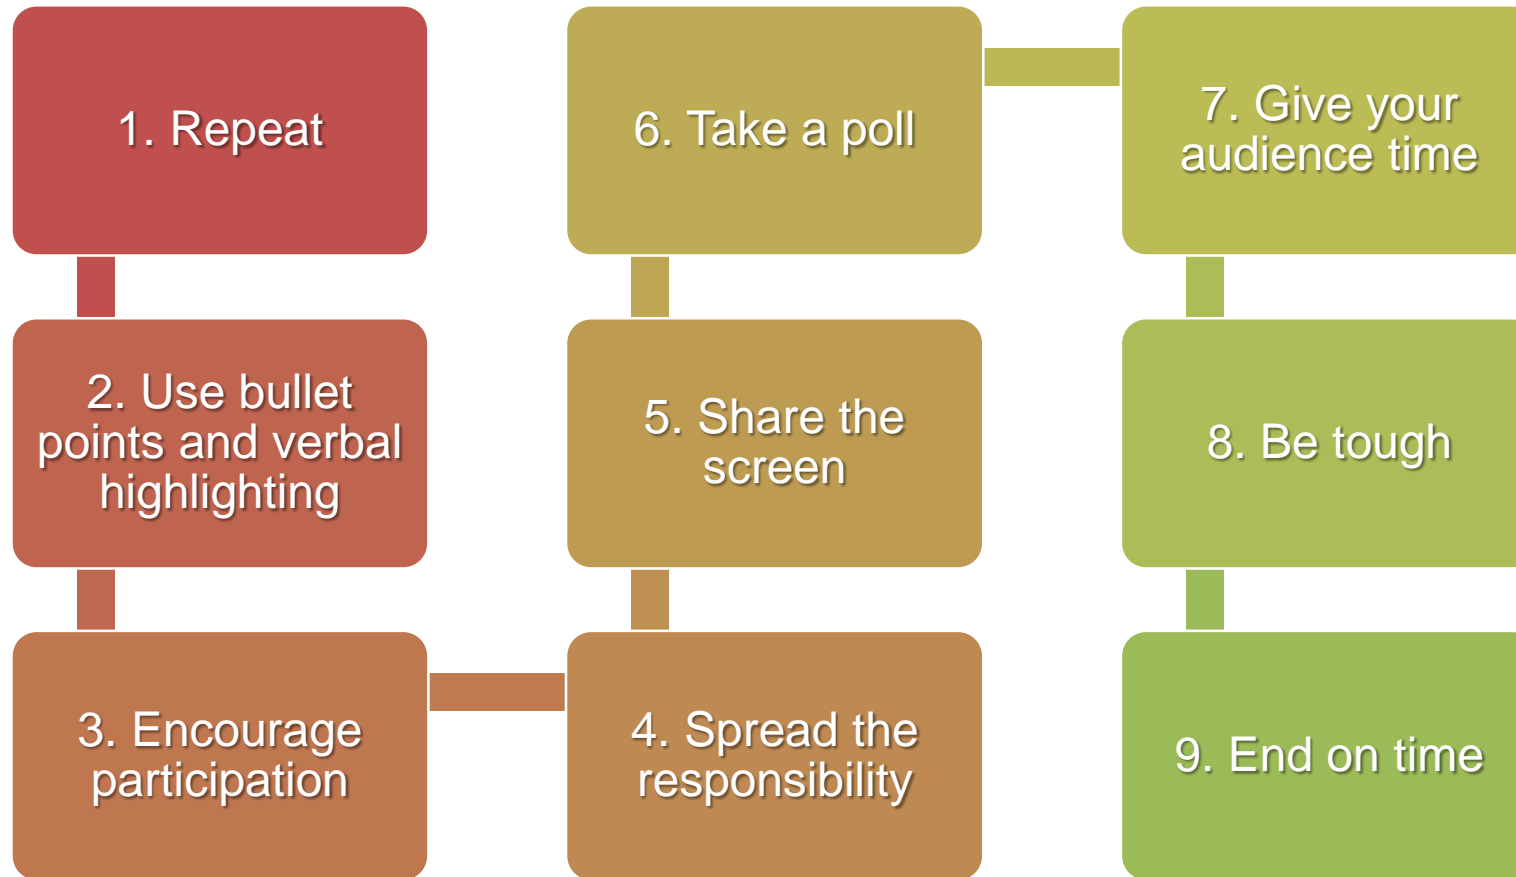 1. Repeat
2. Use bullet
points and verbal
highlighting
3. Encourage
participation
4. Spread the
responsibility
5. Share the
screen
6. Take a poll
7. Give your
audience time
8. Be tough
9. End on time